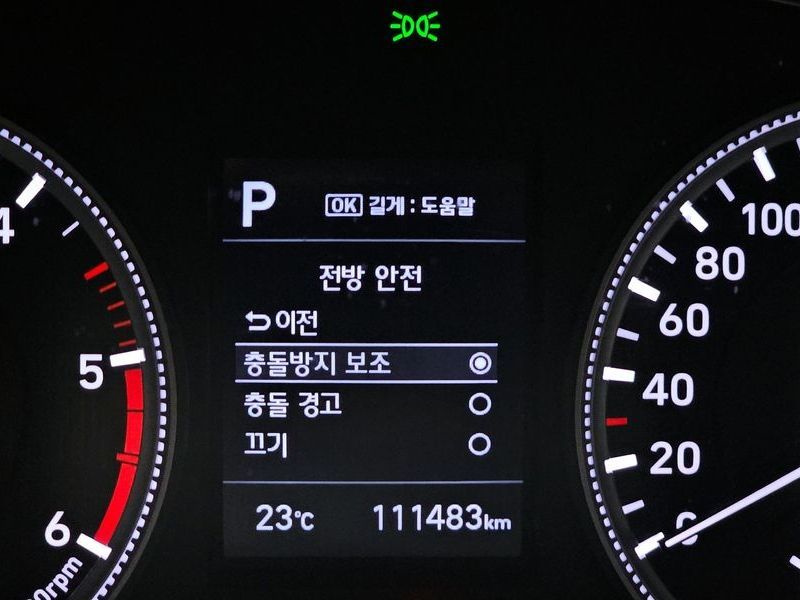 P
OK 길게 : 도움말
전방 안전
이전
충돌방지 보조
충돌 경고
끄기
23℃ 111483km
4
5
6
100
80
60
40
20
0